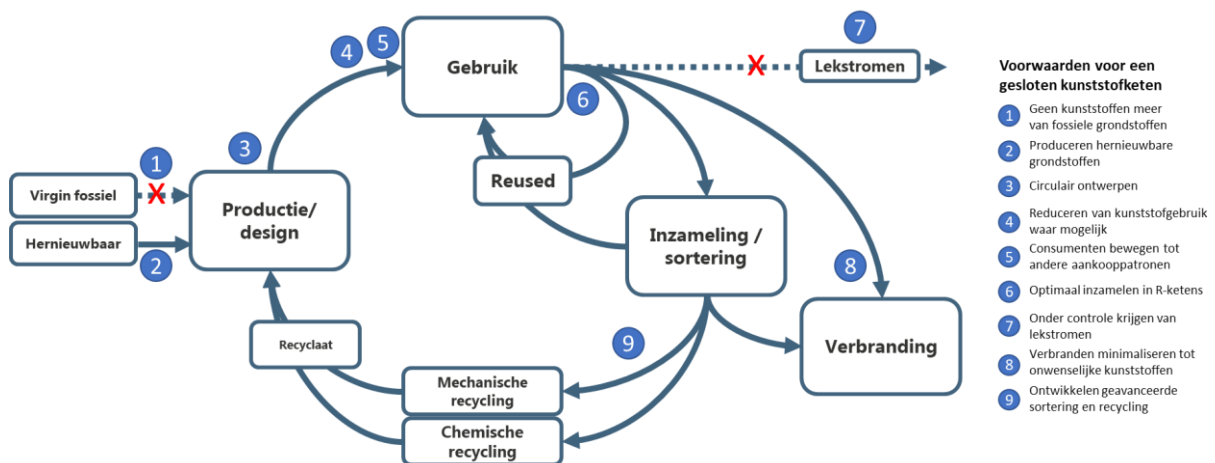 4
5
Gebruik
7
X
Lekstromen
6
3
1
Virgin fossiel
X
Hernieuwbaar
2
Productie/
design
Reused
Inzameling /
sortering
8
Recyclaat
9
Mechanische
recycling
Chemische
recycling
Verbranding
Voorwaarden voor een
gesloten kunststofketen
1 Geen kunststoffen meer
van fossiele grondstoffen
2 Produceren hernieuwbare
grondstoffen
3 Circulair ontwerpen
4 Reduceren van kunststofgebruik
waar mogelijk
5 Consumenten bewegen tot
andere aankooppatronen
6 Optimaal inzamelen in R-ketens
7 Onder controle krijgen van
lekstromen
8 Verbranden minimaliseren tot
onwenselijke kunststoffen
9 Ontwikkelen geavanceerde
sortering en recycling